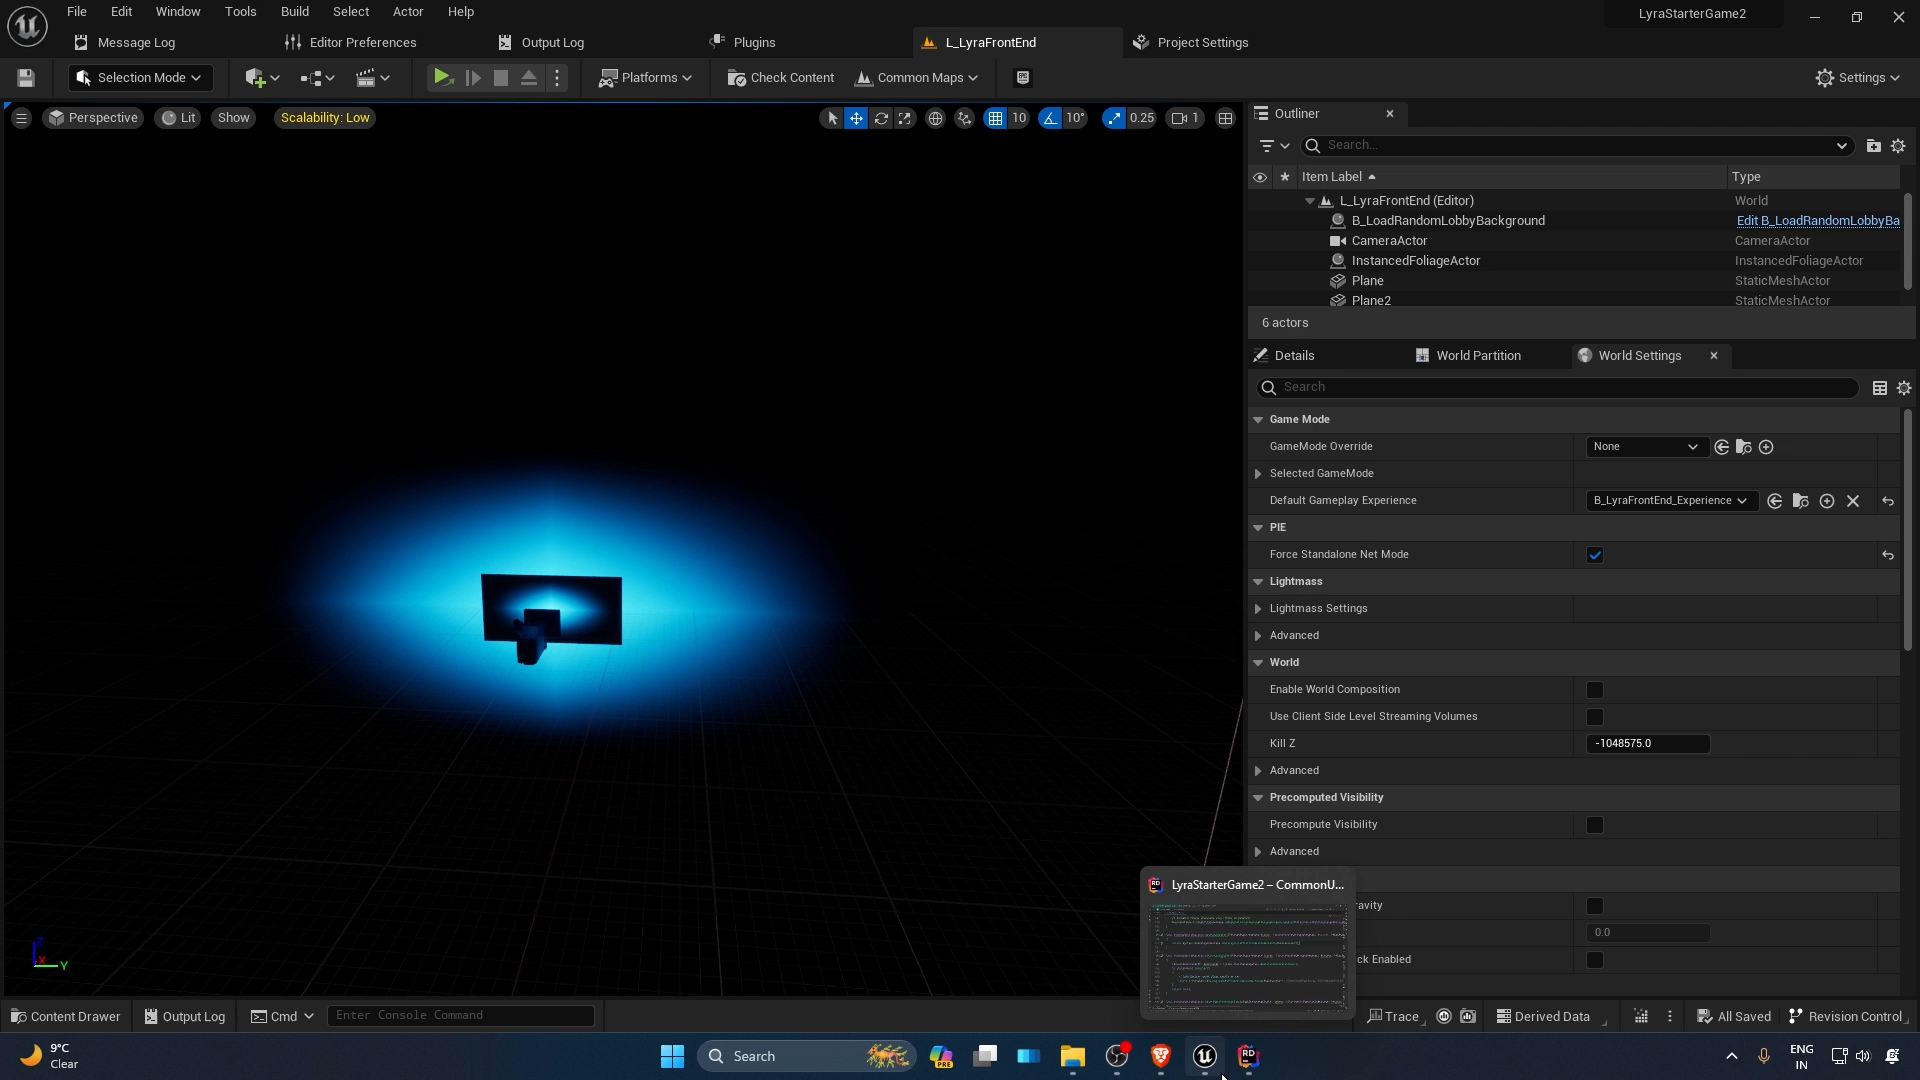 File Edit Window Tools Build Select Actor Help
LyraStarterGame2
Message Log
Editor Preferences
Output Log
Plugins
L_LyraFrontEnd
Project Settings
Selection Mode
Platforms
Check Content
Common Maps
Settings
Perspective
Lit
Show
Scalability: Low
10
10°
0.25
1
Outliner
Search...
Item Label
Type
L_LyraFrontEnd (Editor)
World
B_LoadRandomLobbyBackground
Edit B_LoadRandomLobbyBa
CameraActor
CameraActor
InstancedFoliageActor
InstancedFoliageActor
Plane
StaticMeshActor
Plane2
StaticMeshActor
6 actors
Details
World Partition
World Settings
Search
Game Mode
GameMode Override
None
Selected GameMode
Default Gameplay Experience
B_LyraFrontEnd_Experience
PIE
Force Standalone Net Mode
Lightmass
Lightmass Settings
Advanced
World
Enable World Composition
Use Client Side Level Streaming Volumes
Kill Z
-1048575.0
Advanced
Precomputed Visibility
Precompute Visibility
Advanced
LyraStarterGame2 – CommonU...
avity
0.0
ck Enabled
Z
X
Y
Content Drawer
Output Log
Cmd
Enter Console Command
Trace
Derived Data
All Saved
Revision Control
9°C
Clear
Search
PRE
RD
ENG
IN